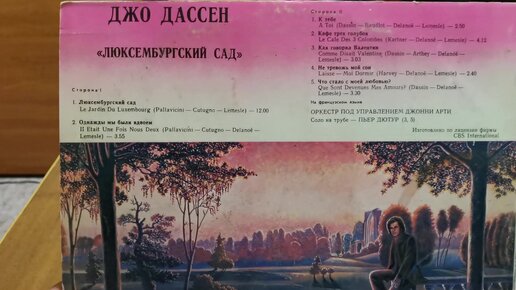 ДЖО ДАССЕН
«ЛЮКСЕМБУРГСКИЙ САД»
Сторона I
1. Люксембургский сад
Le Jardin Du Luxembourg (Pallavicini — Cutugno — Lemesle) — 12.00
2. Однажды мы были вдвоем
Il Etait Une Fois Nous Deux (Pallavicini — Cutugno — Delanoë —
Lemesle) — 3.55
Сторона II
1. К тебе
A Toi (Dassin — Baudlot — Delanoë — Lemesle) — 2.50
2. Кафе трех голубок
Le Cafe Des 3 Colombes (Kartner — Delanoë — Lemesle) — 4.12
3. Как говорил Валентин
Comme Disait Valentine (Dassin — Arthey — Delanoë — Lemesle)
— 3.03
4. Не тревожь мой сон
Laisse — Moi Dormir (Harvey — Delanoë — Lemesle) — 2.40
5. Что стало с моей любовью?
Que Sont Devenues Mes Amours? (Dassin — Delanoë — Lemesle)
— 3.30
На французском языке
ОРКЕСТР ПОД УПРАВЛЕНИЕМ ДЖОННИ АРТИ
Соло на трубе — ПЬЕР ДЮТУР (3, 5)
Изготовлено по лицензии фирмы
CBS International